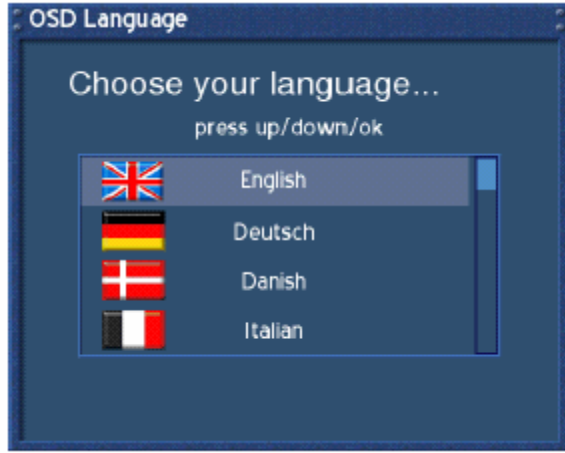 OSD Language
Choose your language...
press up/down/ok
English
Deutsch
Danish
Italian